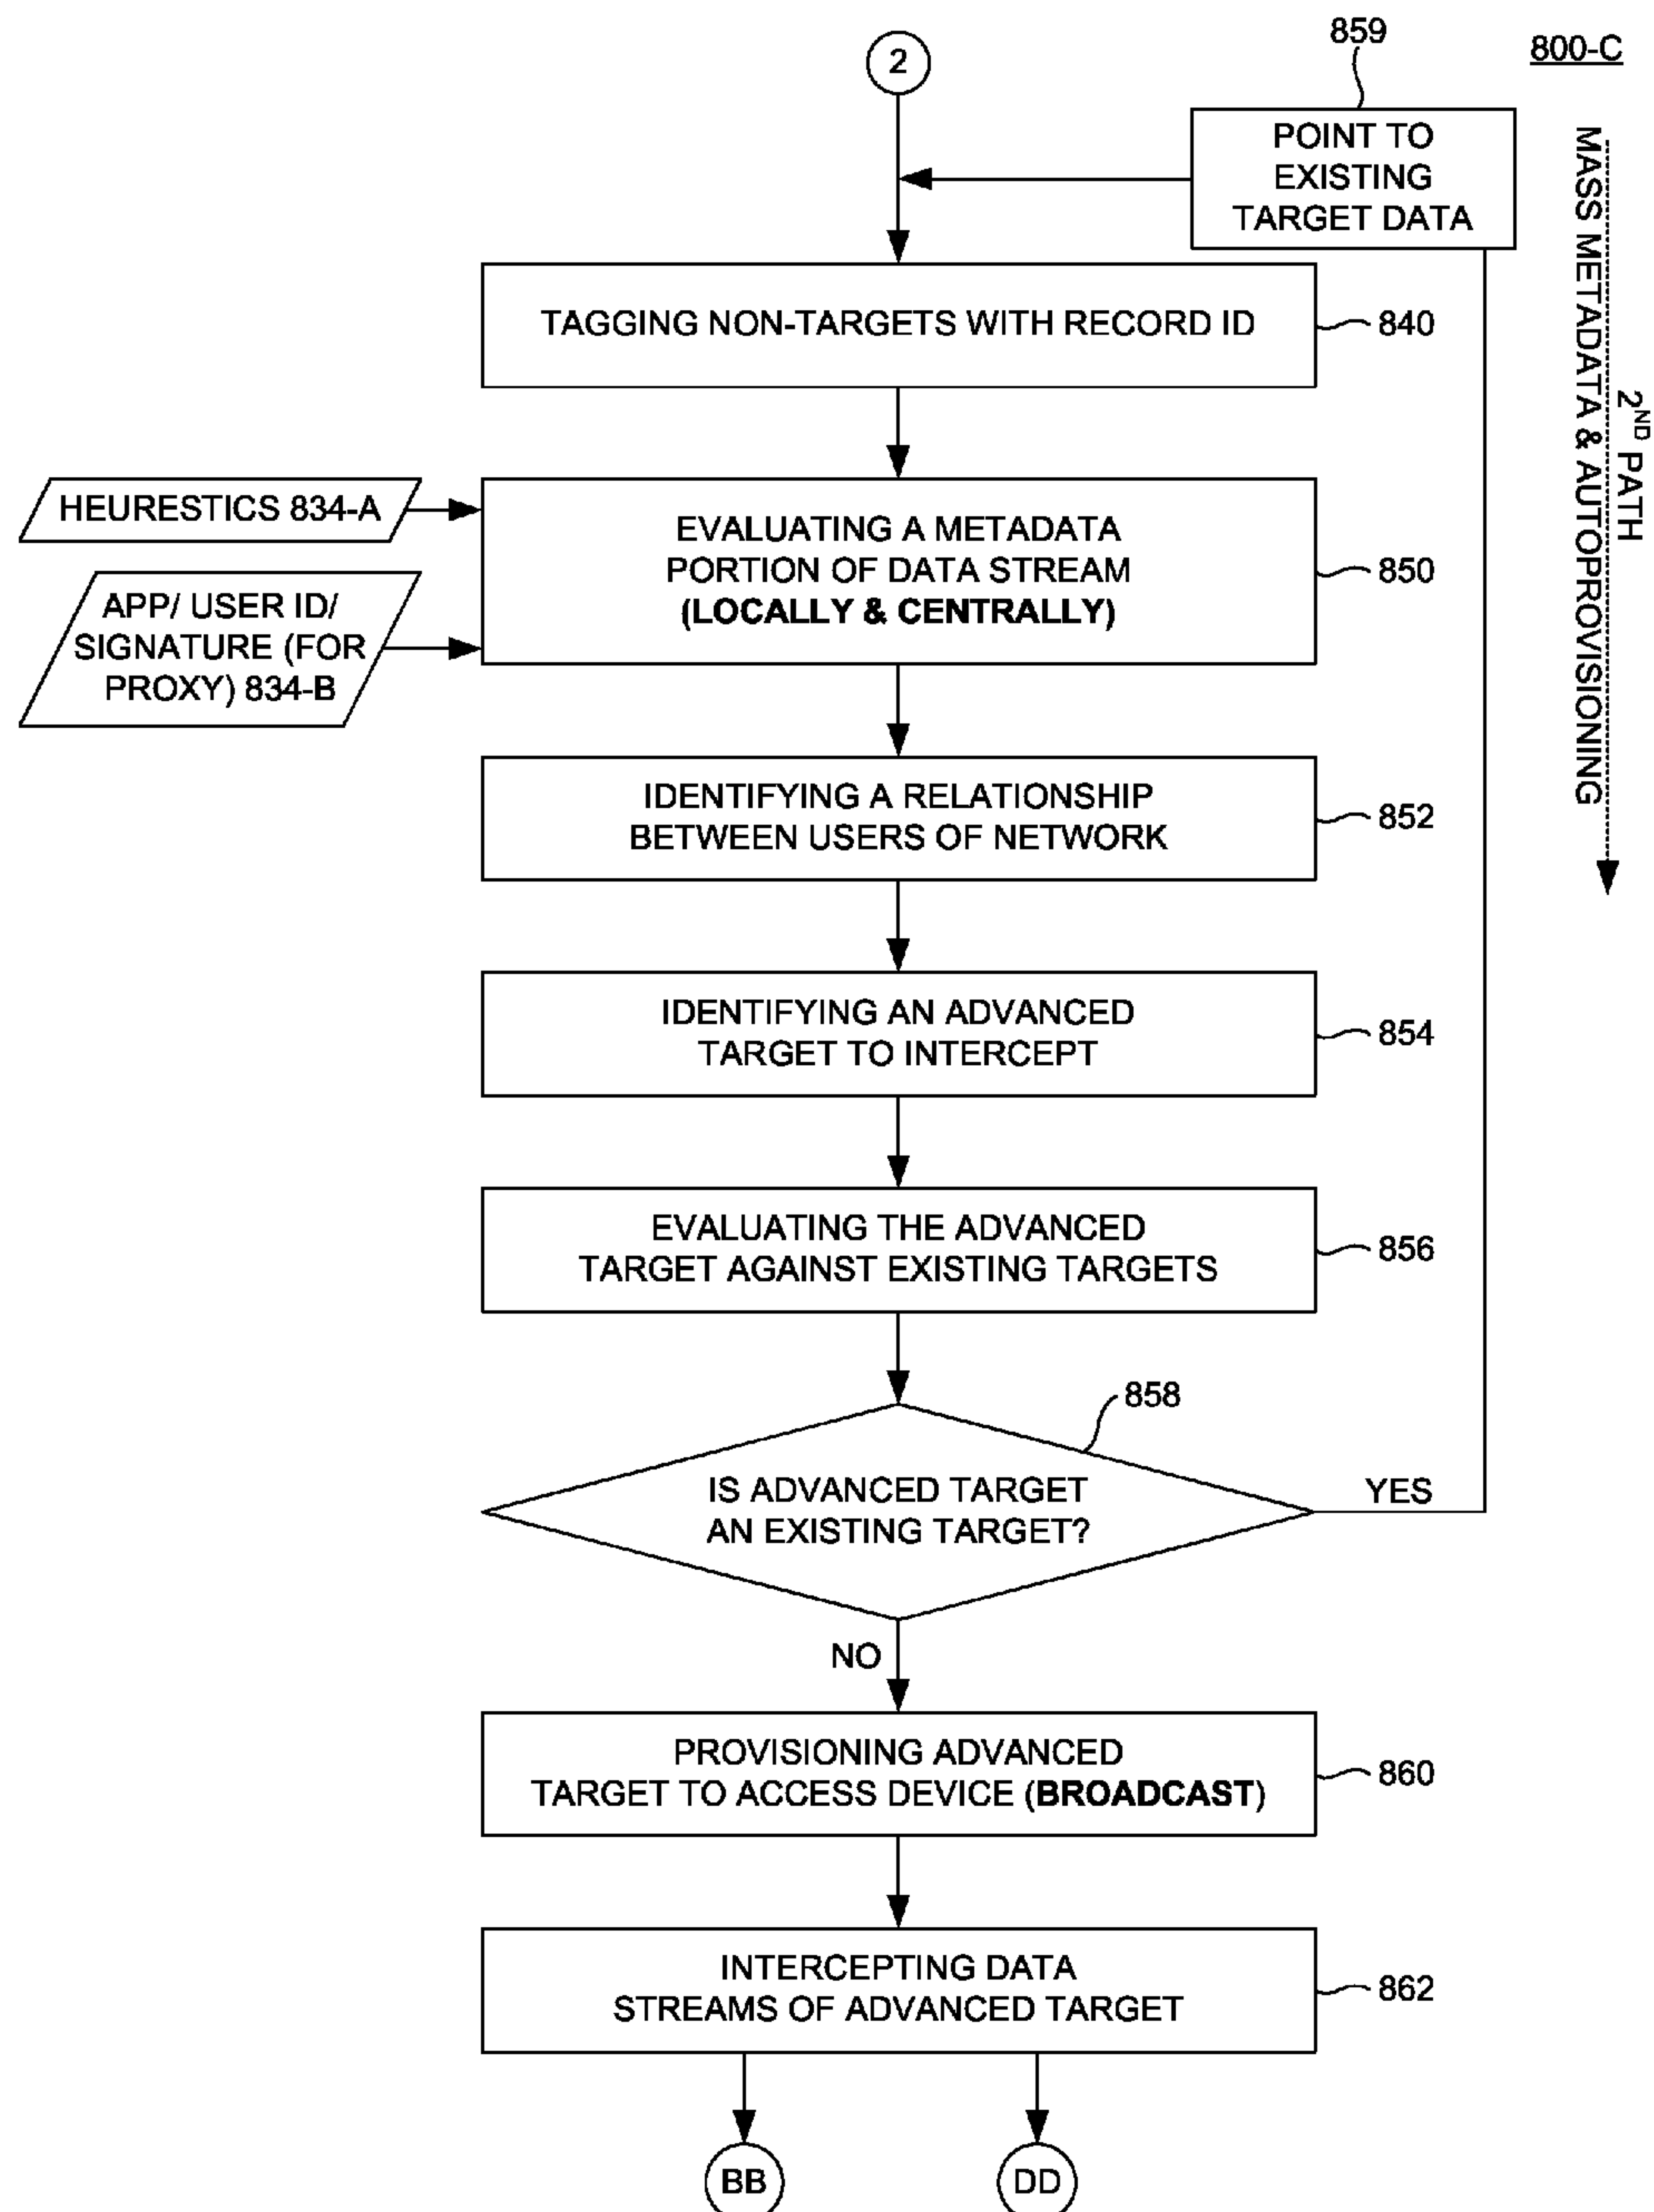 2
859
800-C
POINT TO
EXISTING
TARGET DATA
2ND PATH
MASS METADATA & AUTOPROVISIONING
TAGGING NON-TARGETS WITH RECORD ID
840
HEURESTICS 834-A
APP/ USER ID/
SIGNATURE (FOR
PROXY) 834-B
EVALUATING A METADATA
PORTION OF DATA STREAM
(LOCALLY & CENTRALLY)
850
IDENTIFYING A RELATIONSHIP
BETWEEN USERS OF NETWORK
852
IDENTIFYING AN ADVANCED
TARGET TO INTERCEPT
854
EVALUATING THE ADVANCED
TARGET AGAINST EXISTING TARGETS
856
858
IS ADVANCED TARGET
AN EXISTING TARGET?
YES
NO
PROVISIONING ADVANCED
TARGET TO ACCESS DEVICE (BROADCAST)
860
INTERCEPTING DATA
STREAMS OF ADVANCED TARGET
862
BB
DD